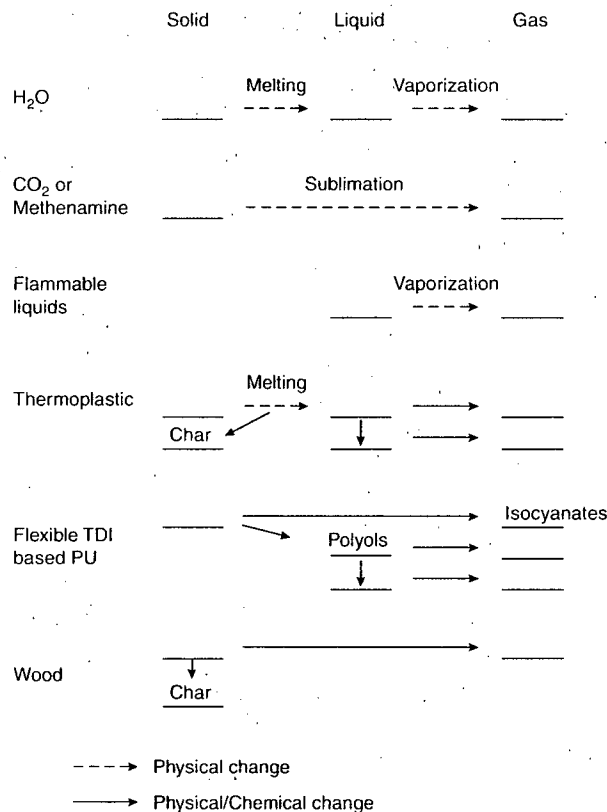 Solid Liquid Gas
H₂O
Melting Vaporization
CO₂ or
Methenamine
Sublimation
Flammable
liquids
Vaporization
Thermoplastic
Melting
Char
Flexible TDI
based PU
Isocyanates
Polyols
Wood
Char
Physical change
Physical/Chemical change